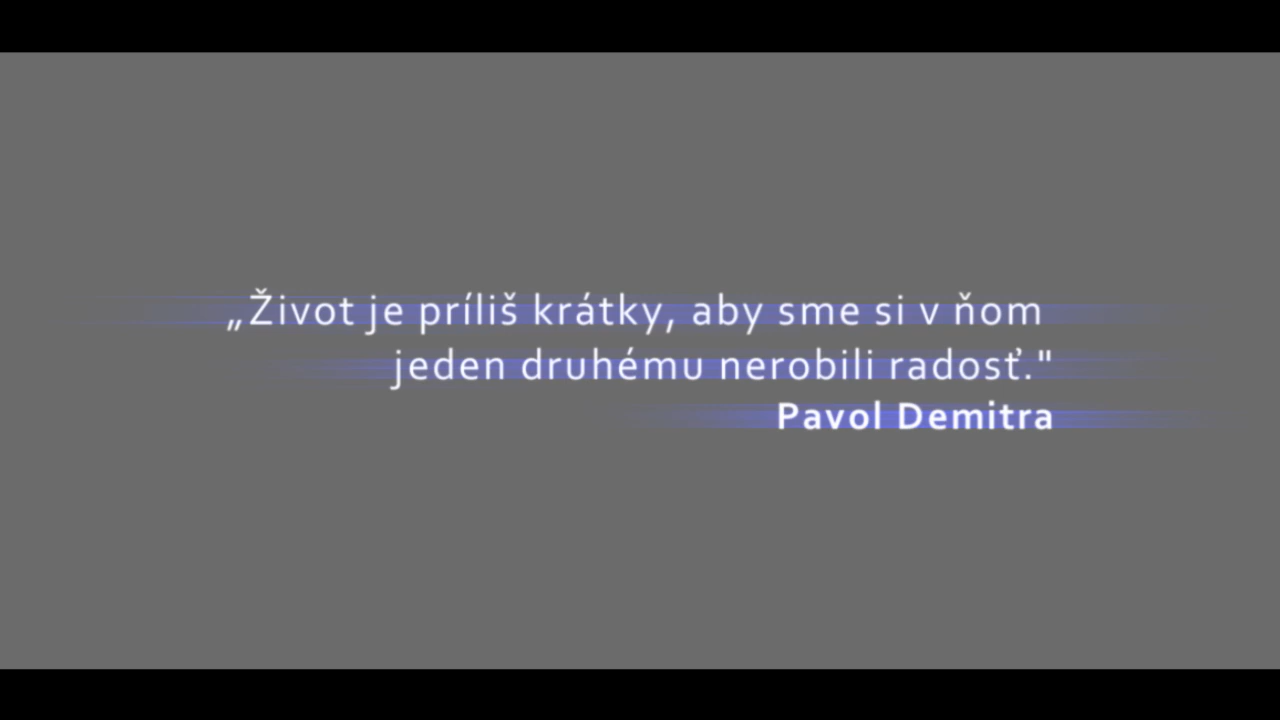 „Život je príliš krátky, aby sme si v ňom
jeden druhému nerobili radosť."
Pavol Demitra